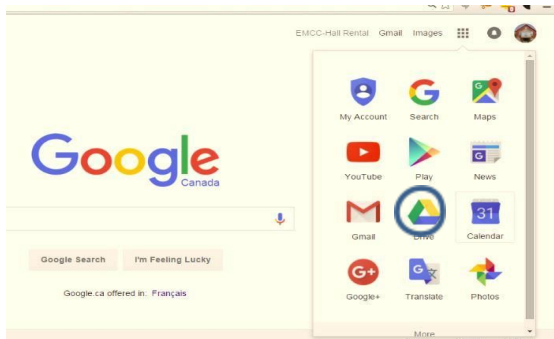 EMCC-Hall Rental Gmail Images
My Account Search Maps
Google
Canada
YouTube Play News
Gmail Drive Calendar
Google Search I'm Feeling Lucky
Google+ Translate Photos
Google.ca offered in: Français
More